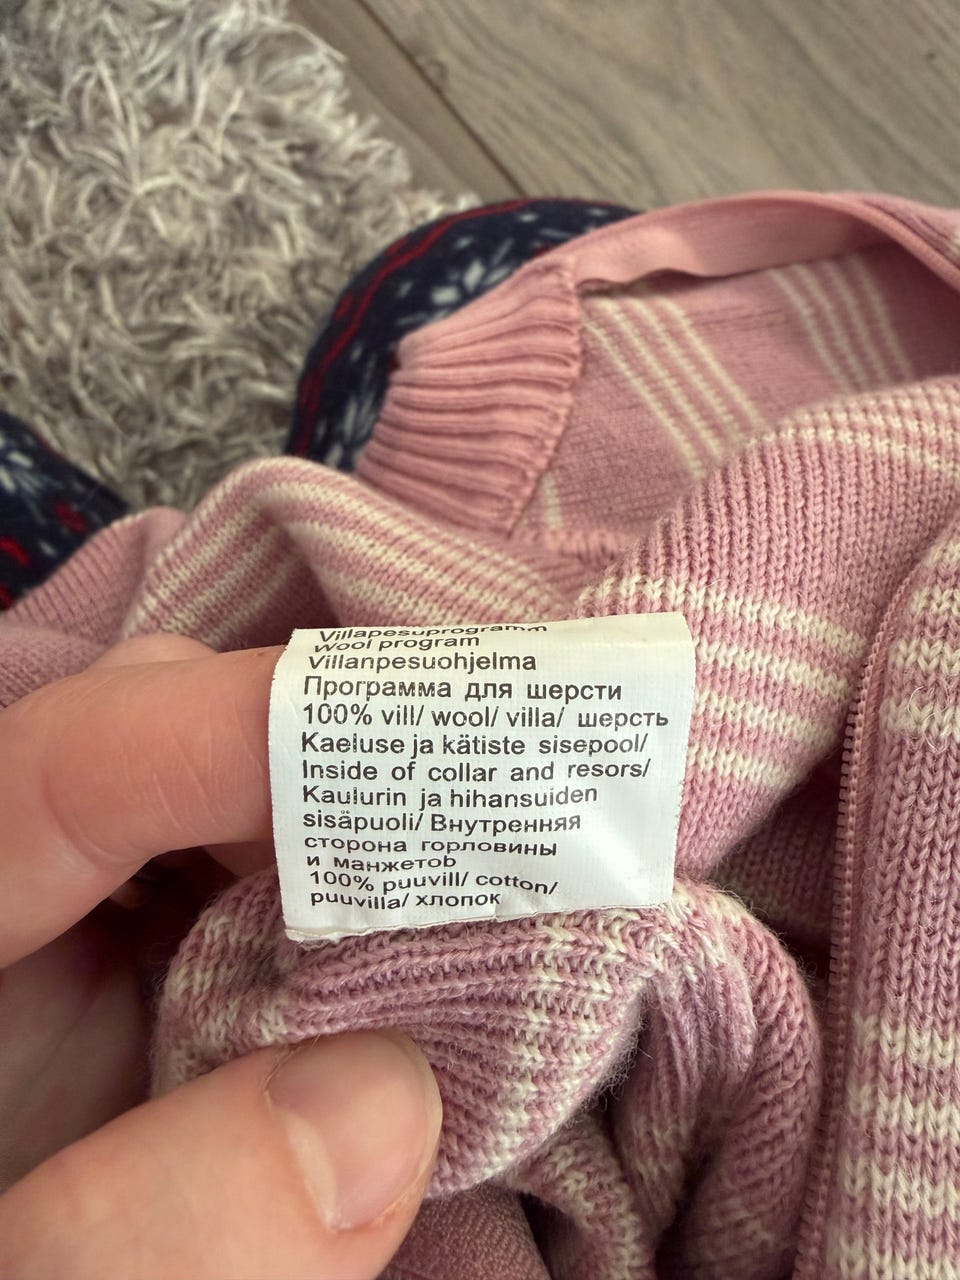 Villapesuprogramm
Wool program
Villanpesuohjelma
Программа для шерсти
100% vill/ wool/ villa/ шерсть
Kaeluse ja kätiste sisepool/
Inside of collar and resors/
Kaulurin ja hihansuiden
sisäpuoli/ Внутренняя
сторона горловины
и манжетоb
100% puuvill/ cotton/
puuvilla/ хлопок